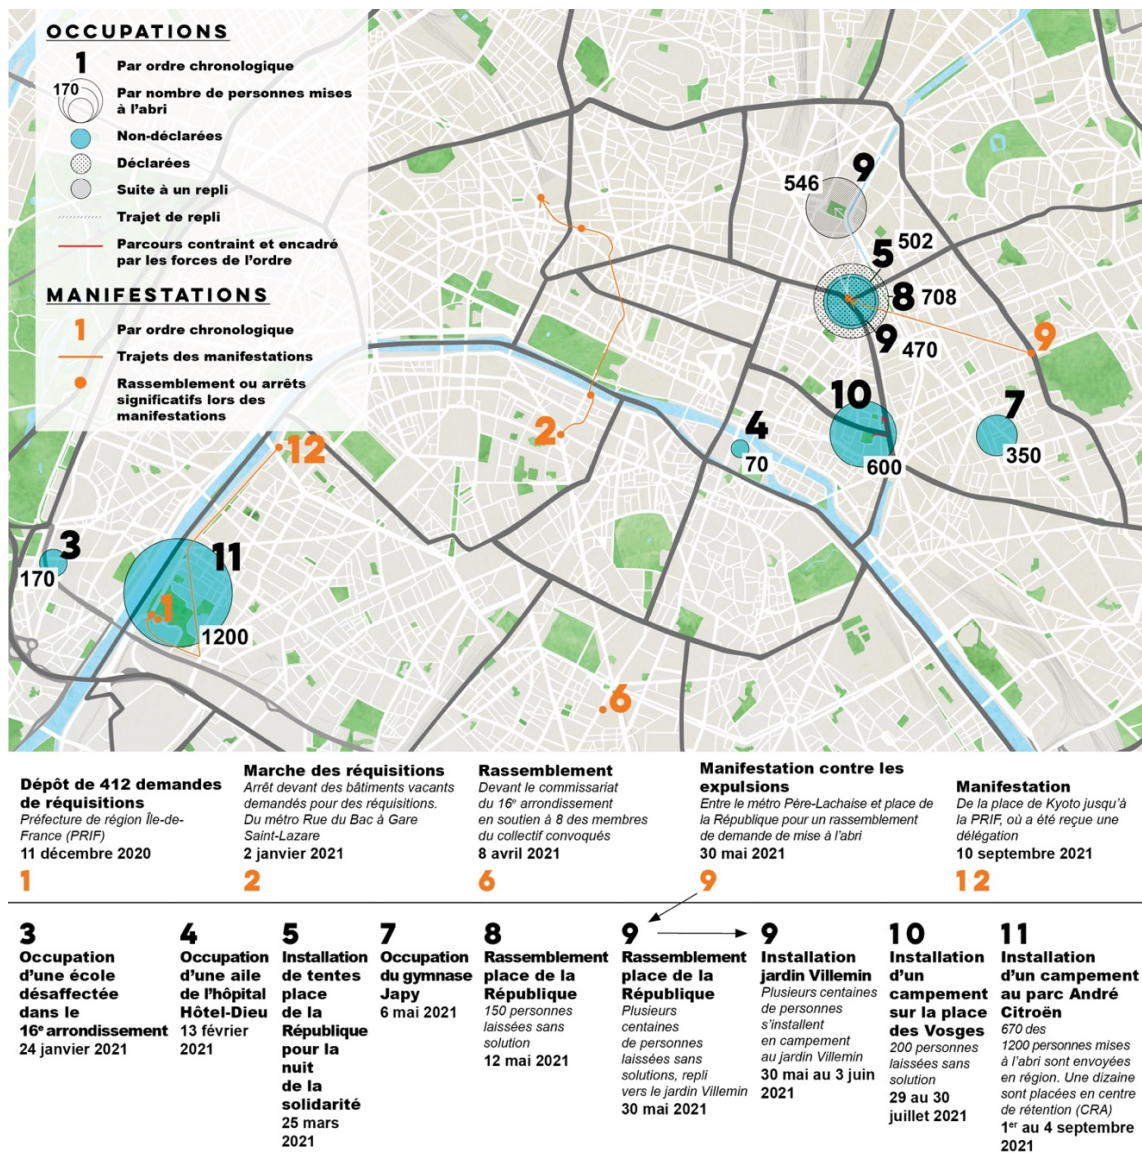 OCCUPATIONS
1
Par ordre chronologique
170
Par nombre de personnes mises
à l'abri
Non-déclarées
Déclarées
Suite à un repli
Trajet de repli
Parcours contraint et encadré
par les forces de l'ordre
MANIFESTATIONS
1
Par ordre chronologique
Trajets des manifestations
Rassemblement ou arrêts
significatifs lors des
manifestations
9
546
5
502
8
708
9
470
9
2
10
600
7
350
4
70
12
3
170
11
1200
1
6
Dépôt de 412 demandes
de réquisitions
Préfecture de région Île-de-
France (PRIF)
11 décembre 2020
1
Marche des réquisitions
Arrêt devant des bâtiments vacants
demandés pour des réquisitions.
Du métro Rue du Bac à Gare
Saint-Lazare
2 janvier 2021
2
Rassemblement
Devant le commissariat
du 16e arrondissement
en soutien à 8 des membres
du collectif convoqués
8 avril 2021
6
Manifestation contre les
expulsions
Entre le métro Père-Lachaise et place de
la République pour un rassemblement
de demande de mise à l'abri
30 mai 2021
9
Manifestation
De la place de Kyoto jusqu'à
la PRIF, où a été reçue une
délégation
10 septembre 2021
12
3
Occupation
d'une école
désaffectée
dans le
16e arrondissement
24 janvier 2021
4
Occupation
d'une aile
de l'hôpital
Hôtel-Dieu
13 février
2021
5
Installation
de tentes
place
de la
République
pour la
nuit
de la
solidarité
25 mars
2021
7
Occupation
du gymnase
Japy
6 mai 2021
8
Rassemblement
place de la
République
150 personnes
laissées sans
solution
12 mai 2021
9
Rassemblement
place de la
République
Plusieurs
centaines
de personnes
laissées sans
solutions, repli
vers le jardin Villemin
30 mai 2021
9
Installation
jardin Villemin
Plusieurs centaines
de personnes
s'installent
en campement
au jardin Villemin
30 mai au 3 juin
2021
10
Installation
d'un
campement
sur la place
des Vosges
200 personnes
laissées sans
solution
29 au 30
juillet 2021
11
Installation
d'un campement
au parc André
Citroën
670 des
1200 personnes mises
à l'abri sont envoyées
en région. Une dizaine
sont placées en centre
de rétention (CRA)
1er au 4 septembre
2021